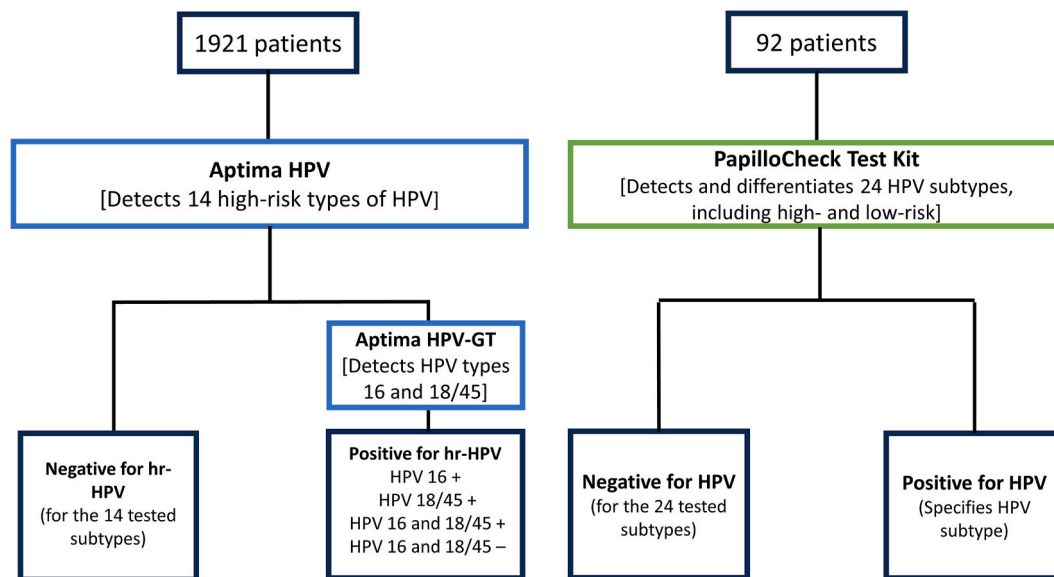 1921 patients
92 patients
Aptima HPV
[Detects 14 high-risk types of HPV]
PapilloCheck Test Kit
[Detects and differentiates 24 HPV subtypes,
including high- and low-risk]
Aptima HPV-GT
[Detects HPV types
16 and 18/45]
Negative for hr-
HPV
(for the 14 tested
subtypes)
Positive for hr-HPV
HPV 16 +
HPV 18/45 +
HPV 16 and 18/45 +
HPV 16 and 18/45 –
Negative for HPV
(for the 24 tested
subtypes)
Positive for HPV
(Specifies HPV
subtype)